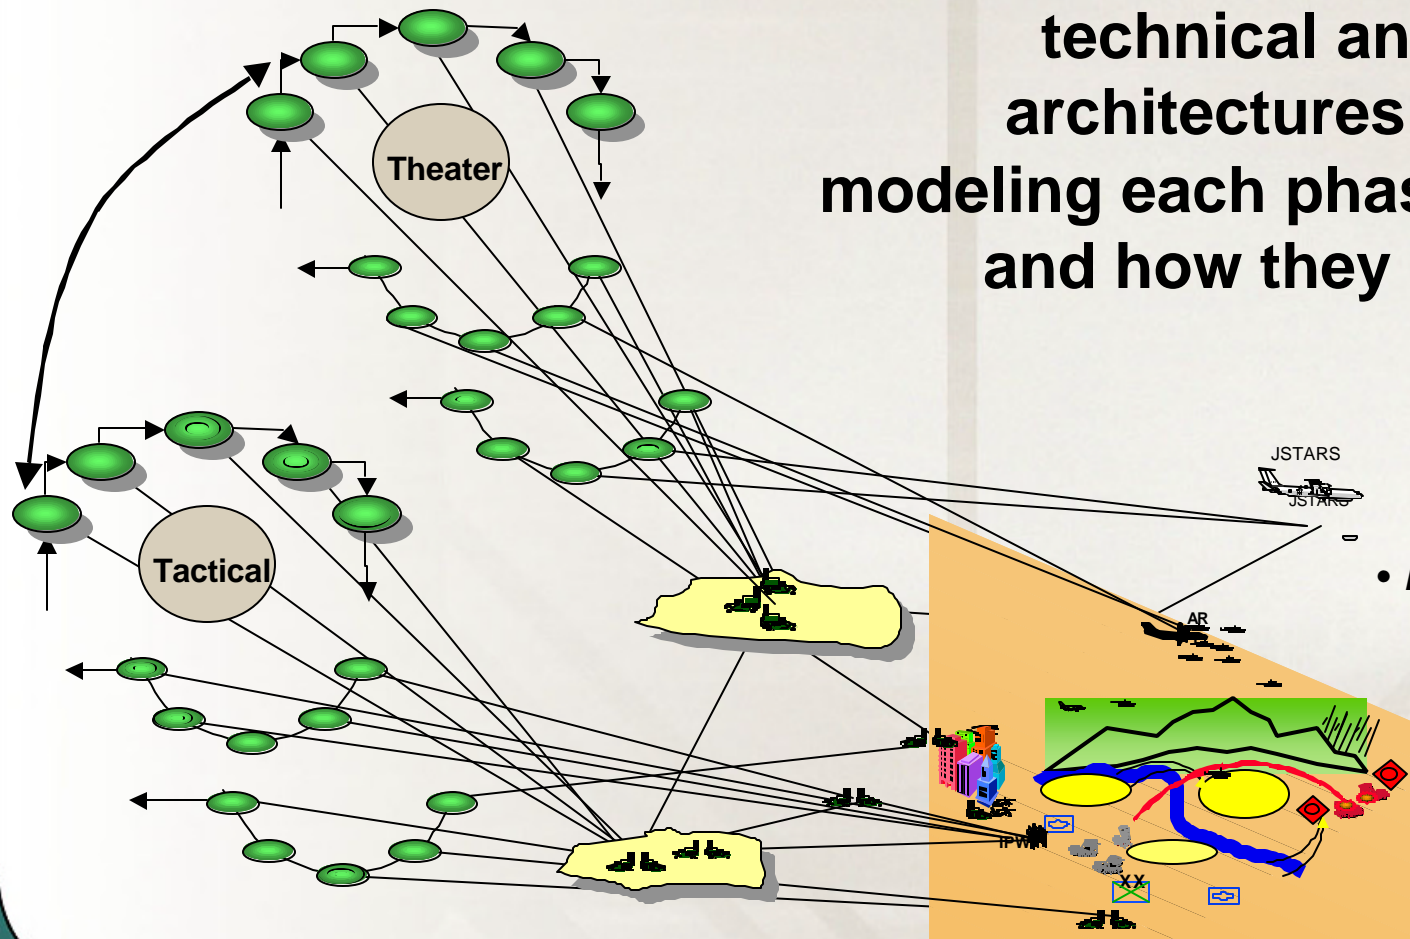 technical an
architectures
modeling each phas
and how they
Theater
Tactical
JSTARS
JSTARS
AR
IPW
XX